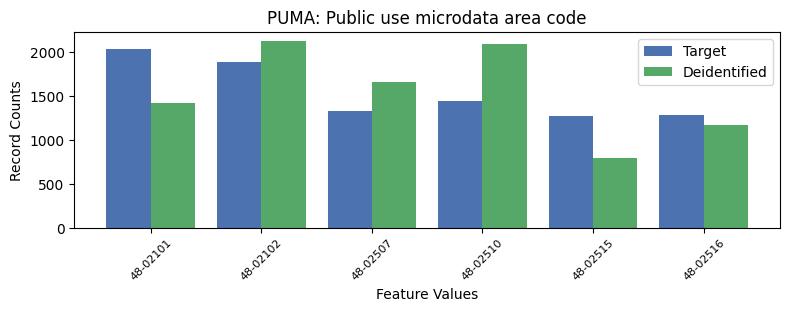 PUMA: Public use microdata area code
Target
Deidentified
2000
1500
1000
500
0
Record Counts
48-02101
48-02102
48-02507
48-02510
48-02515
48-02516
Feature Values